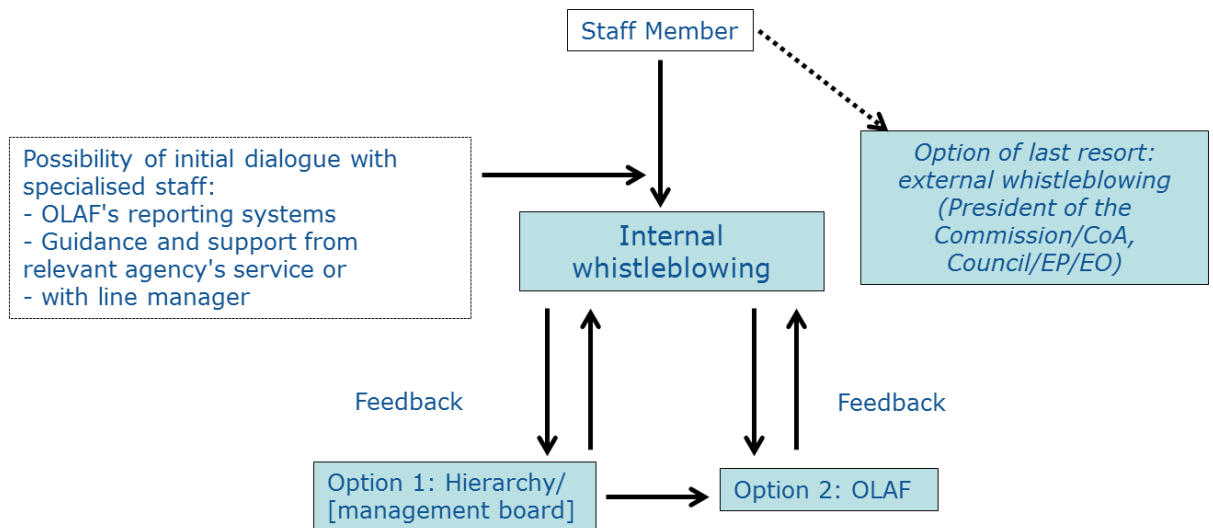 Staff Member
Possibility of initial dialogue with
specialised staff:
- OLAF's reporting systems
- Guidance and support from
relevant agency's service or
- with line manager
Option of last resort:
external whistleblowing
(President of the
Commission/CoA,
Council/EP/EO)
Internal
whistleblowing
Feedback
Feedback
Option 1: Hierarchy/
[management board]
Option 2: OLAF